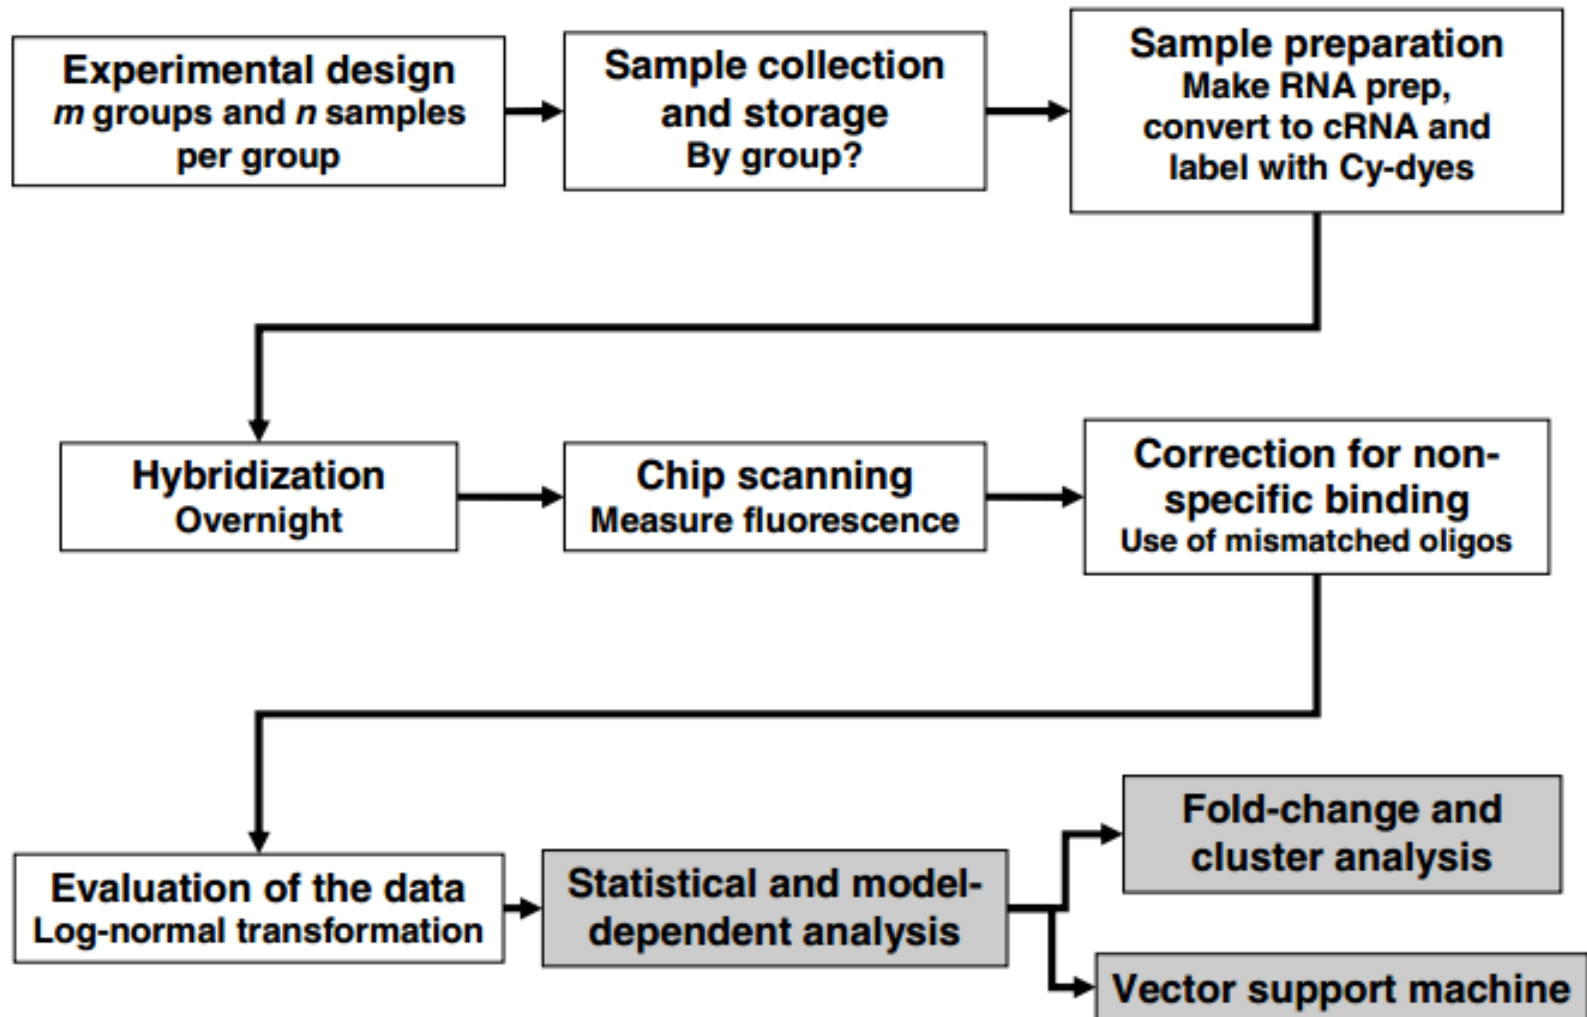 Experimental design
m groups and n samples
per group
Sample collection
and storage
By group?
Sample preparation
Make RNA prep,
convert to cRNA and
label with Cy-dyes
Hybridization
Overnight
Chip scanning
Measure fluorescence
Correction for non-
specific binding
Use of mismatched oligos
Evaluation of the data
Log-normal transformation
Statistical and model-
dependent analysis
Fold-change and
cluster analysis
Vector support machine